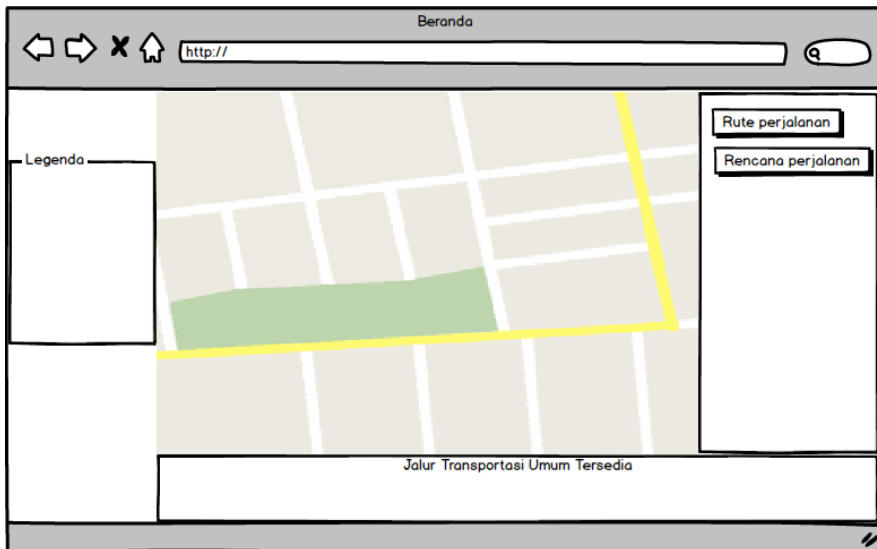 Beranda
http://
Legenda
Rute perjalanan
Rencana perjalanan
Jalur Transportasi Umum Tersedia